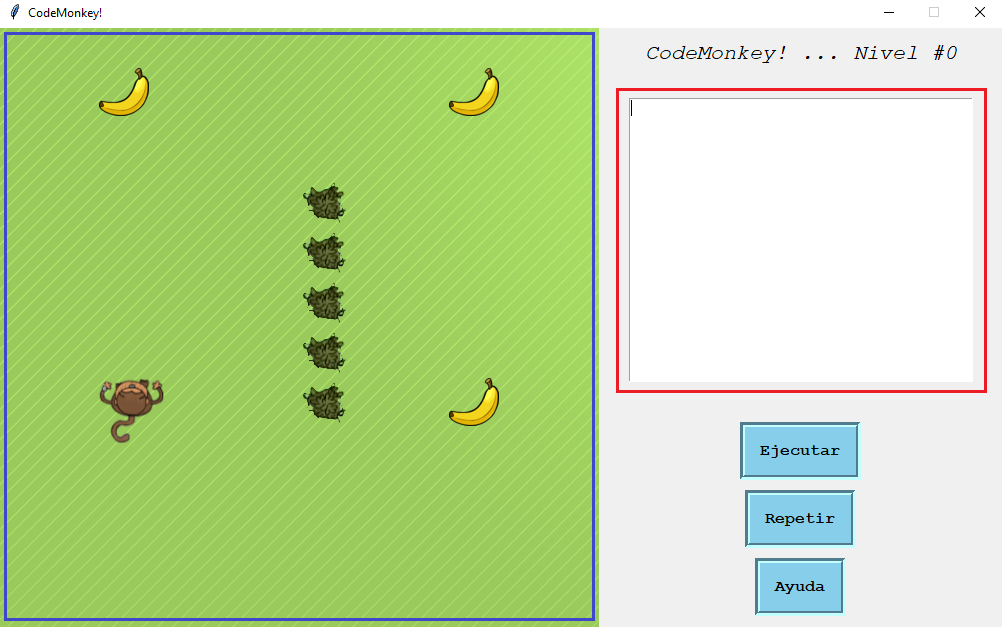 CodeMonkey!
CodeMonkey! ... Nivel #0
Ejecutar
Repetir
Ayuda